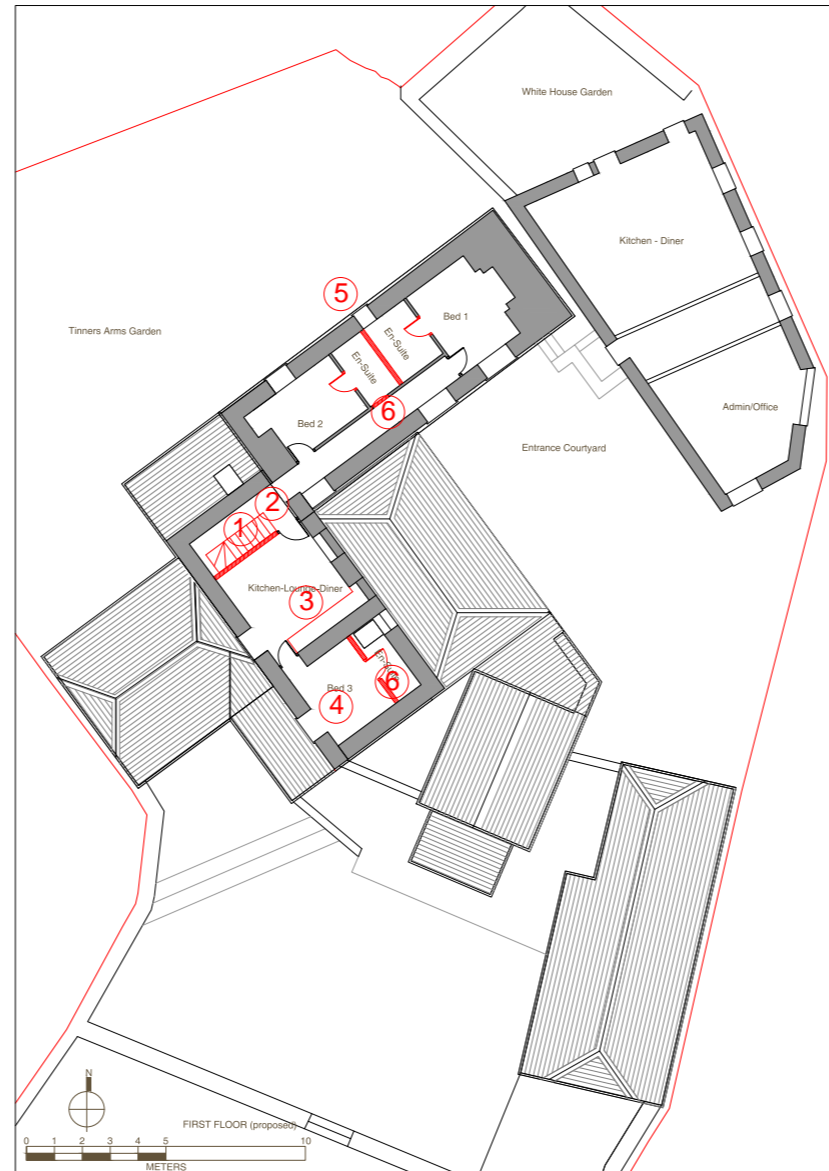 White House Garden
Kitchen - Diner
5
Bed 1
Tinners Arms Garden
En-Suite
En-Suite
Admin/Office
6
Bed 2
Entrance Courtyard
2
1
Kitchen-Lounge-Diner
3
En-Suite
6
Bed 3
4
N
FIRST FLOOR (proposed)
0 1 2 3 4 5 10
METERS